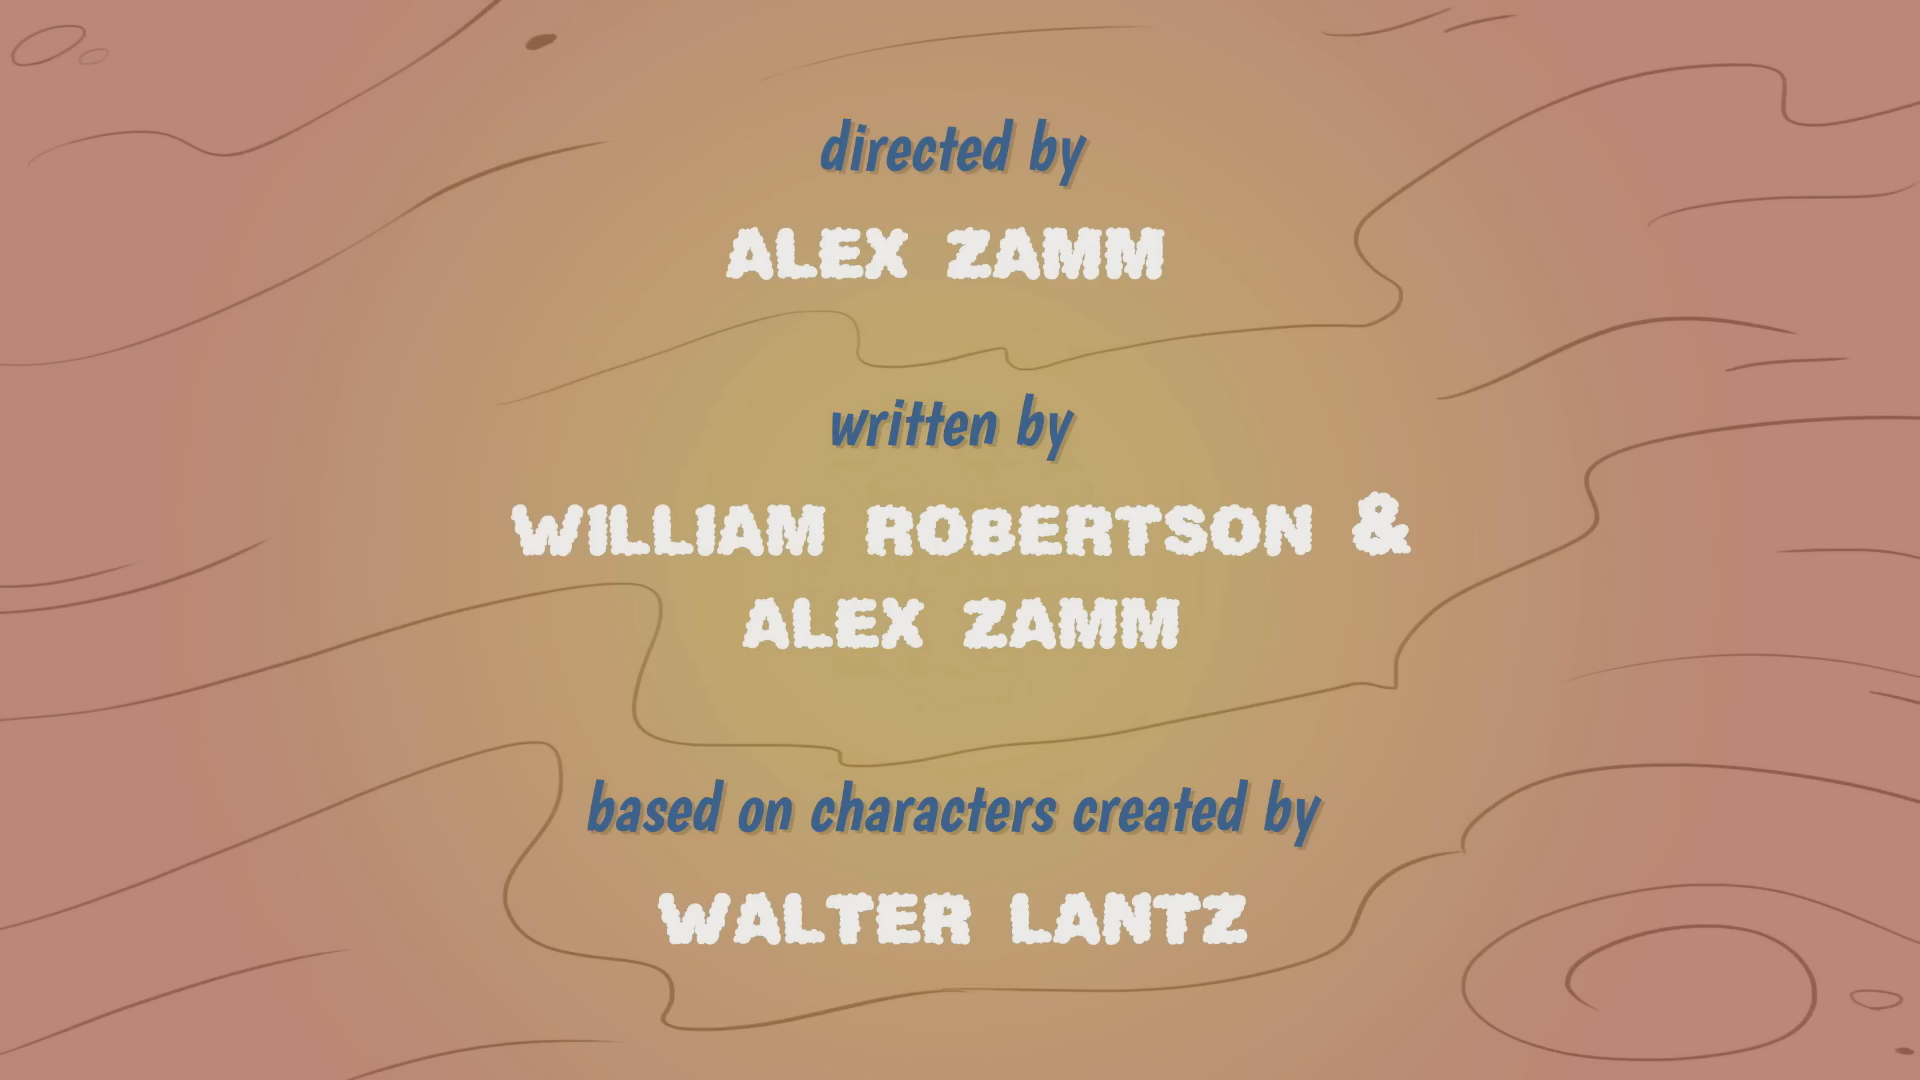 directed by
ALEX ZAMM
written by
WILLIAM ROBERTSON &
ALEX ZAMM
based on characters created by
WALTER LANTZ